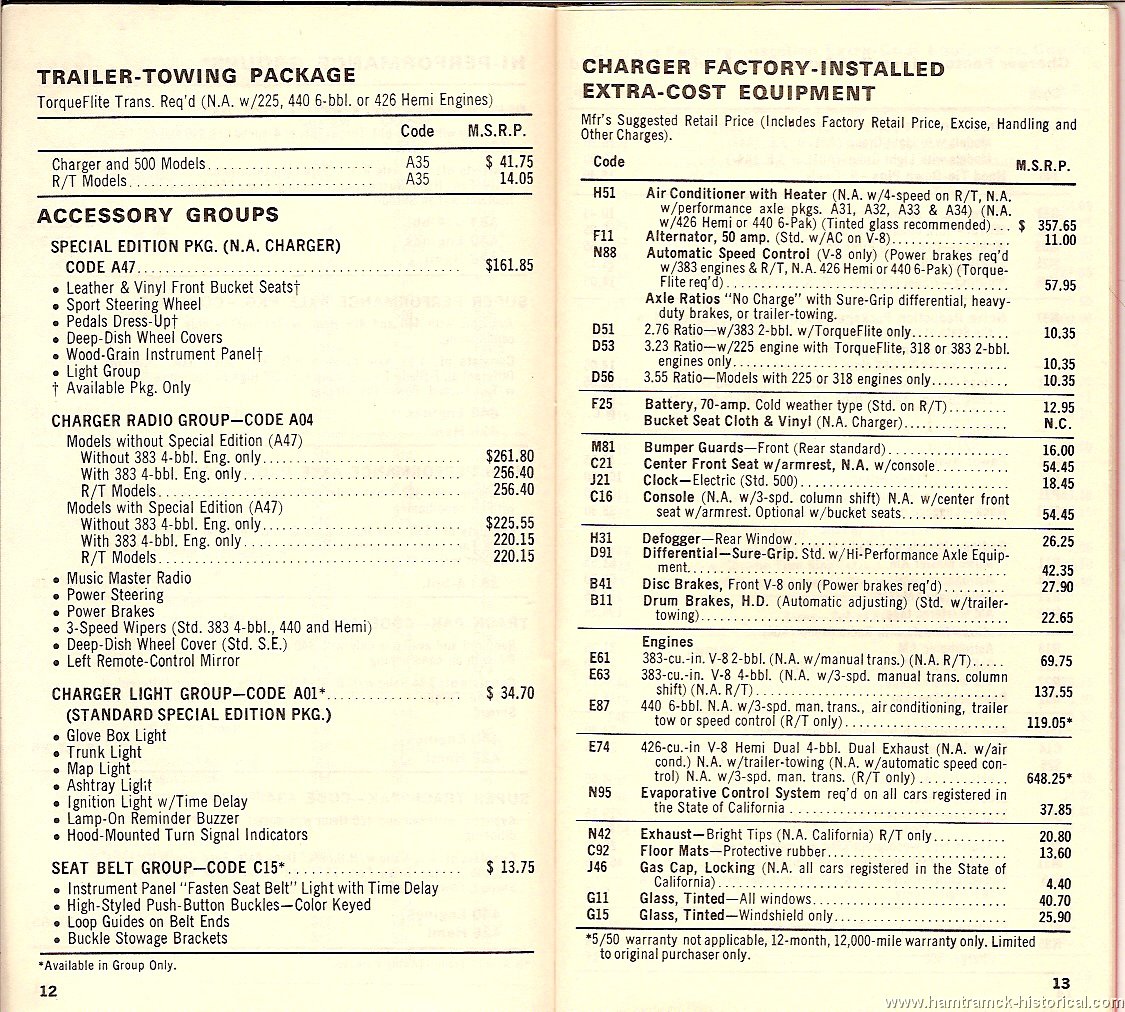 TRAILER-TOWING PACKAGE
TorqueFlite Trans. Req'd (N.A. w/225, 440 6-bbl. or 426 Hemi Engines)
Code M.S.R.P.
Charger and 500 Models..................... A35 $ 41.75
R/T Models................................ A35 14.05
ACCESSORY GROUPS
SPECIAL EDITION PKG. (N.A. CHARGER)
CODE A47.......................................... $161.85
• Leather & Vinyl Front Bucket Seats†
• Sport Steering Wheel
• Pedals Dress-Up†
• Deep-Dish Wheel Covers
• Wood-Grain Instrument Panel†
• Light Group
† Available Pkg. Only
CHARGER RADIO GROUP—CODE A04
Models without Special Edition (A47)
Without 383 4-bbl. Eng. only.......................... $261.80
With 383 4-bbl. Eng. only............................ 256.40
R/T Models....................................... 256.40
Models with Special Edition (A47)
Without 383 4-bbl. Eng. only.......................... $225.55
With 383 4-bbl. Eng. only............................ 220.15
R/T Models....................................... 220.15
• Music Master Radio
• Power Steering
• Power Brakes
• 3-Speed Wipers (Std. 383 4-bbl., 440 and Hemi)
• Deep-Dish Wheel Cover (Std. S.E.)
• Left Remote-Control Mirror
CHARGER LIGHT GROUP—CODE A01*................. $ 34.70
(STANDARD SPECIAL EDITION PKG.)
• Glove Box Light
• Trunk Light
• Map Light
• Ashtray Light
• Ignition Light w/Time Delay
• Lamp-On Reminder Buzzer
• Hood-Mounted Turn Signal Indicators
SEAT BELT GROUP—CODE C15*....................... $ 13.75
• Instrument Panel "Fasten Seat Belt" Light with Time Delay
• High-Styled Push-Button Buckles—Color Keyed
• Loop Guides on Belt Ends
• Buckle Stowage Brackets
*Available in Group Only.
12
CHARGER FACTORY-INSTALLED
EXTRA-COST EQUIPMENT
Mfr's Suggested Retail Price (Includes Factory Retail Price, Excise, Handling and
Other Charges).
Code M.S.R.P.
H51 Air Conditioner with Heater (N.A. w/4-speed on R/T, N.A.
w/performance axle pkgs. A31, A32, A33 & A34) (N.A.
w/426 Hemi or 440 6-Pak) (Tinted glass recommended)... $ 357.65
F11 Alternator, 50 amp. (Std. w/AC on V-8)................ 11.00
N88 Automatic Speed Control (V-8 only) (Power brakes req'd
w/383 engines & R/T, N.A. 426 Hemi or 440 6-Pak) (Torque-
Flite req'd)..................................... 57.95
Axle Ratios "No Charge" with Sure-Grip differential, heavy-
duty brakes, or trailer-towing.
D51 2.76 Ratio—w/383 2-bbl. w/TorqueFlite only............. 10.35
D53 3.23 Ratio—w/225 engine with TorqueFlite, 318 or 383 2-bbl.
engines only.................................... 10.35
D56 3.55 Ratio—Models with 225 or 318 engines only........... 10.35
F25 Battery, 70-amp. Cold weather type (Std. on R/T)......... 12.95
Bucket Seat Cloth & Vinyl (N.A. Charger)............... N.C.
M81 Bumper Guards—Front (Rear standard).................. 16.00
C21 Center Front Seat w/armrest, N.A. w/console........... 54.45
J21 Clock—Electric (Std. 500)........................... 18.45
C16 Console (N.A. w/3-spd. column shift) N.A. w/center front
seat w/armrest. Optional w/bucket seats............... 54.45
H31 Defogger—Rear Window............................ 26.25
D91 Differential—Sure-Grip. Std. w/Hi-Performance Axle Equip-
ment......................................... 42.35
B41 Disc Brakes, Front V-8 only (Power brakes req'd)......... 27.90
B11 Drum Brakes, H.D. (Automatic adjusting) (Std. w/trailer-
towing)........................................ 22.65
Engines
E61 383-cu.-in. V-8 2-bbl. (N.A. w/manual trans.) (N.A. R/T)..... 69.75
E63 383-cu.-in. V-8 4-bbl. (N.A. w/3-spd. manual trans. column
shift) (N.A. R/T)................................. 137.55
E87 440 6-bbl. N.A. w/3-spd. man. trans., air conditioning, trailer
tow or speed control (R/T only)..................... 119.05*
E74 426-cu.-in V-8 Hemi Dual 4-bbl. Dual Exhaust (N.A. w/air
cond.) N.A. w/trailer-towing (N.A. w/automatic speed con-
trol) N.A. w/3-spd. man. trans. (R/T only) ............ 648.25*
N95 Evaporative Control System req'd on all cars registered in
the State of California ............................. 37.85
N42 Exhaust—Bright Tips (N.A. California) R/T only.......... 20.80
C92 Floor Mats—Protective rubber......................... 13.60
J46 Gas Cap, Locking (N.A. all cars registered in the State of
California)...................................... 4.40
G11 Glass, Tinted—All windows.......................... 40.70
G15 Glass, Tinted—Windshield only....................... 25.90
*5/50 warranty not applicable, 12-month, 12,000-mile warranty only. Limited
to original purchaser only.
13
www.hamtramck-historical.com